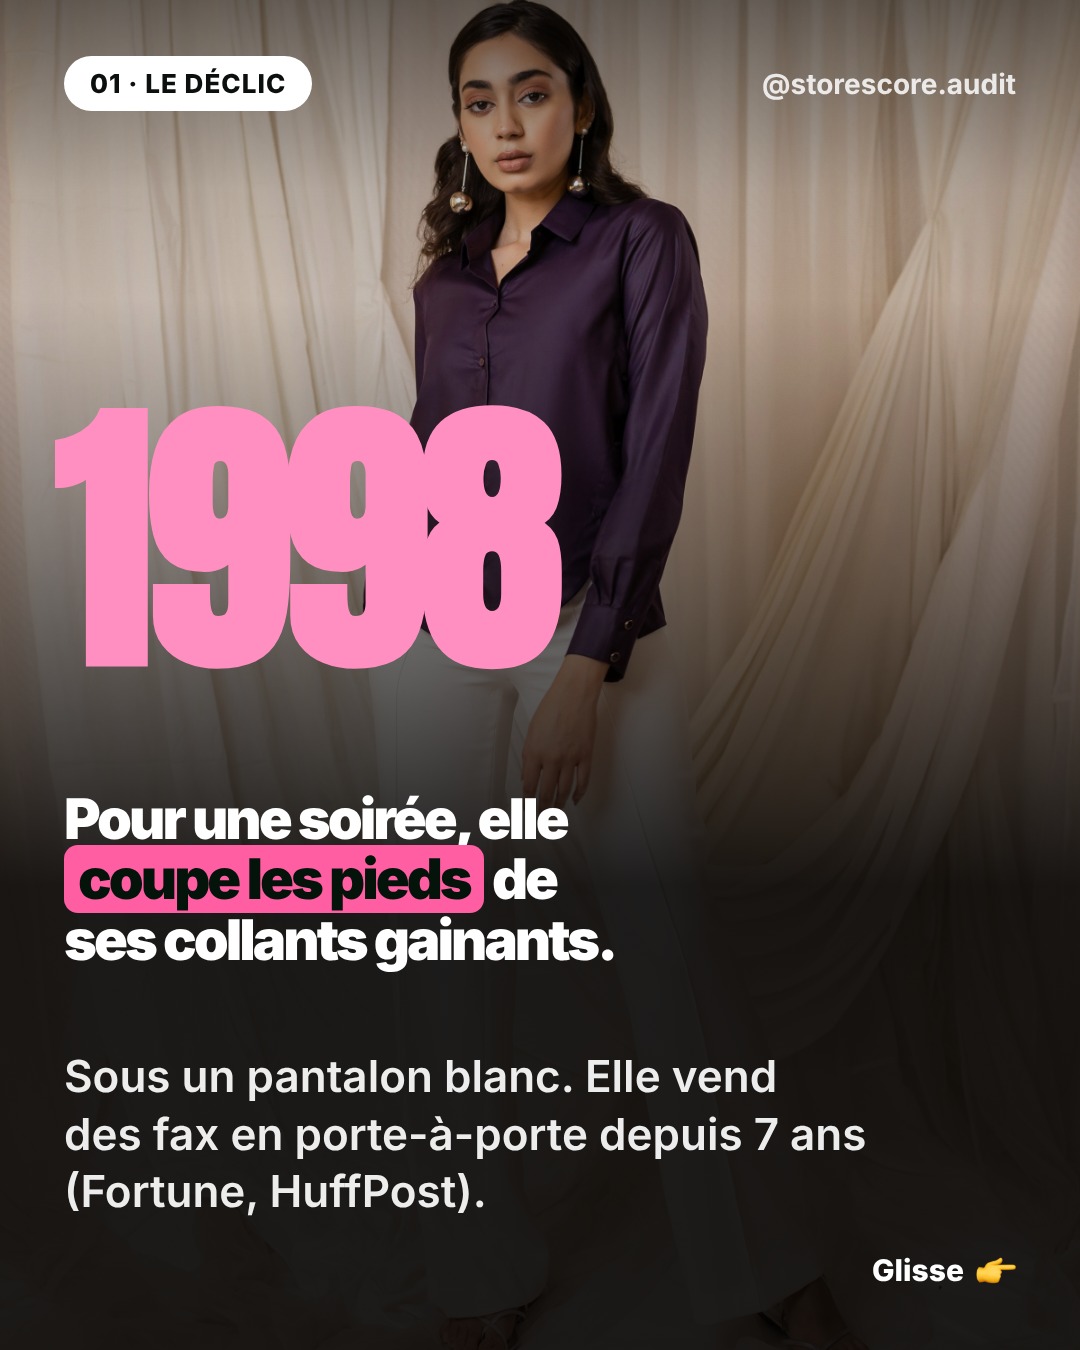 01 · LE DÉCLIC
@storescore.audit
1998
Pour une soirée, elle
coupe les pieds de
ses collants gainants.
Sous un pantalon blanc. Elle vend
des fax en porte-à-porte depuis 7 ans
(Fortune, HuffPost).
Glisse 👉